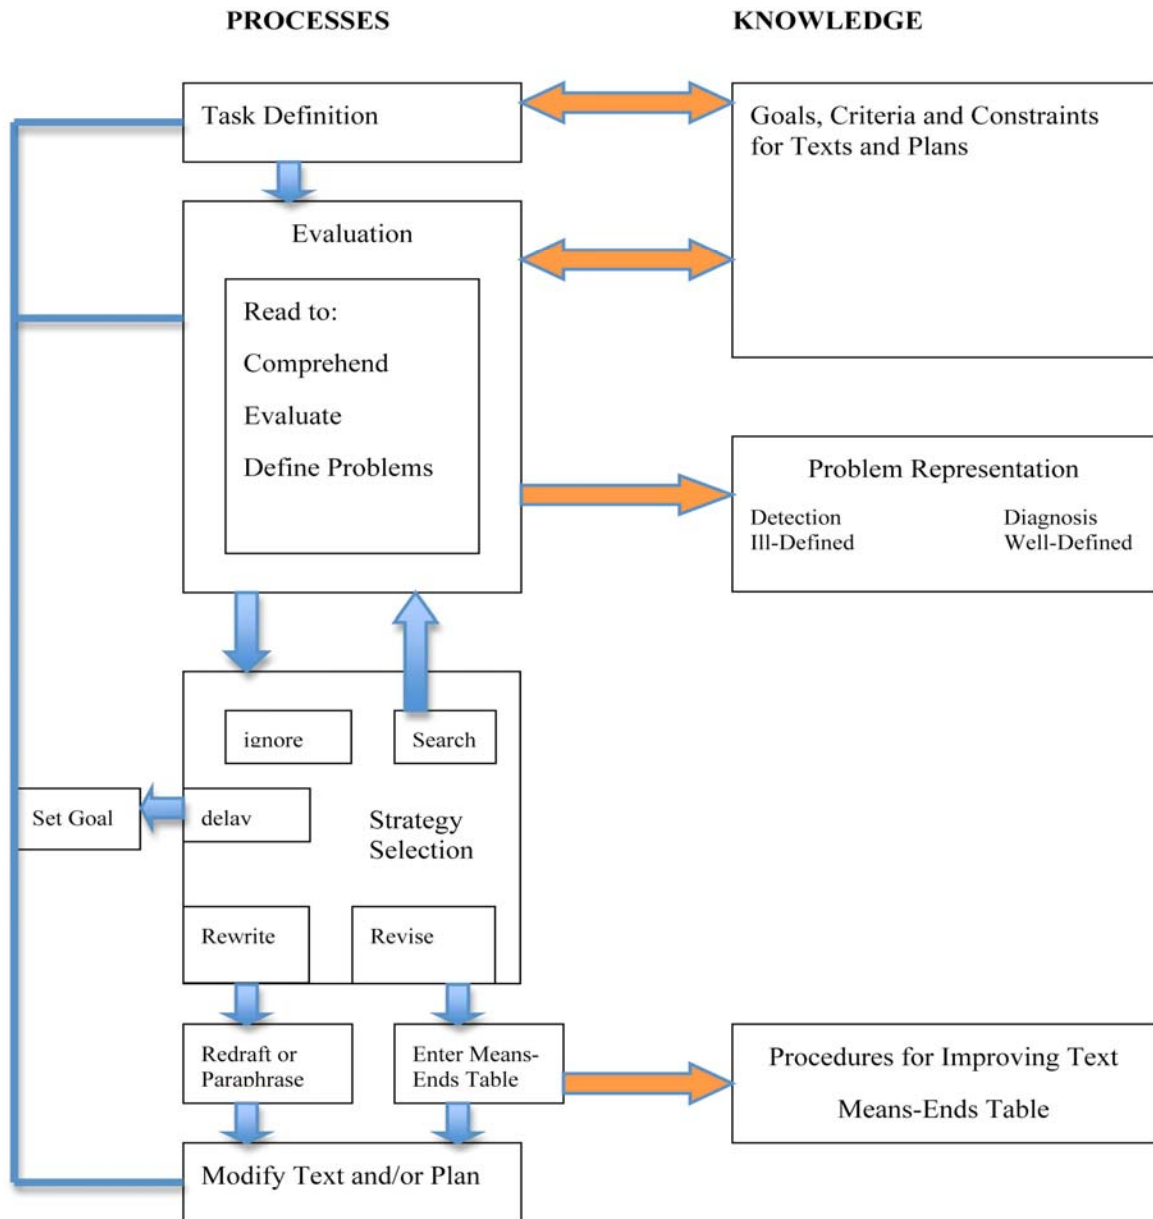 PROCESSES
KNOWLEDGE
Task Definition
Goals, Criteria and Constraints
for Texts and Plans
Evaluation
Read to:
Comprehend
Evaluate
Define Problems
Problem Representation
Detection
Diagnosis
Ill-Defined
Well-Defined
ignore
Search
Set Goal
delay
Strategy
Selection
Rewrite
Revise
Redraft or
Paraphrase
Enter Means-
Ends Table
Procedures for Improving Text
Means-Ends Table
Modify Text and/or Plan